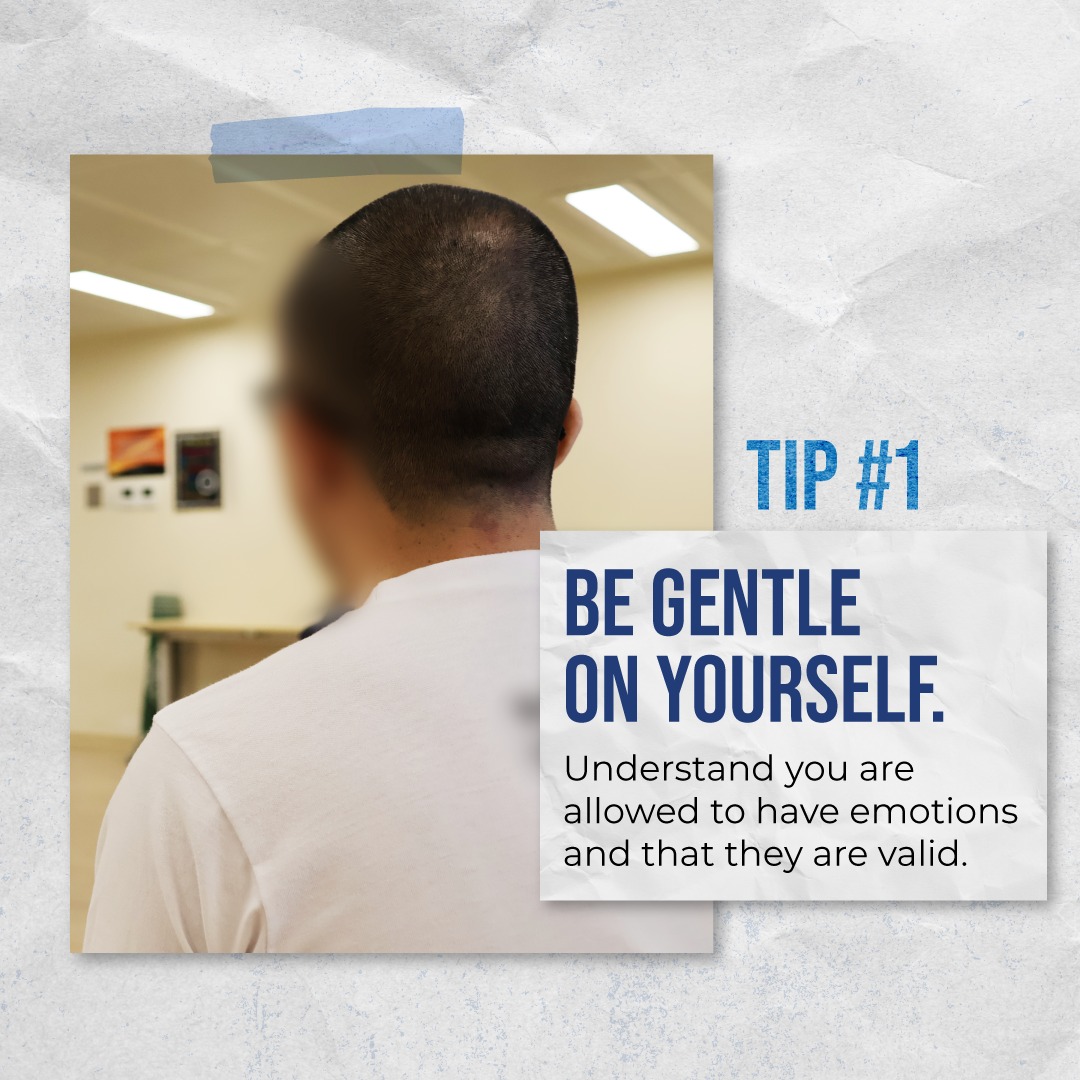 TIP #1
BE GENTLE
ON YOURSELF.
Understand you are
allowed to have emotions
and that they are valid.